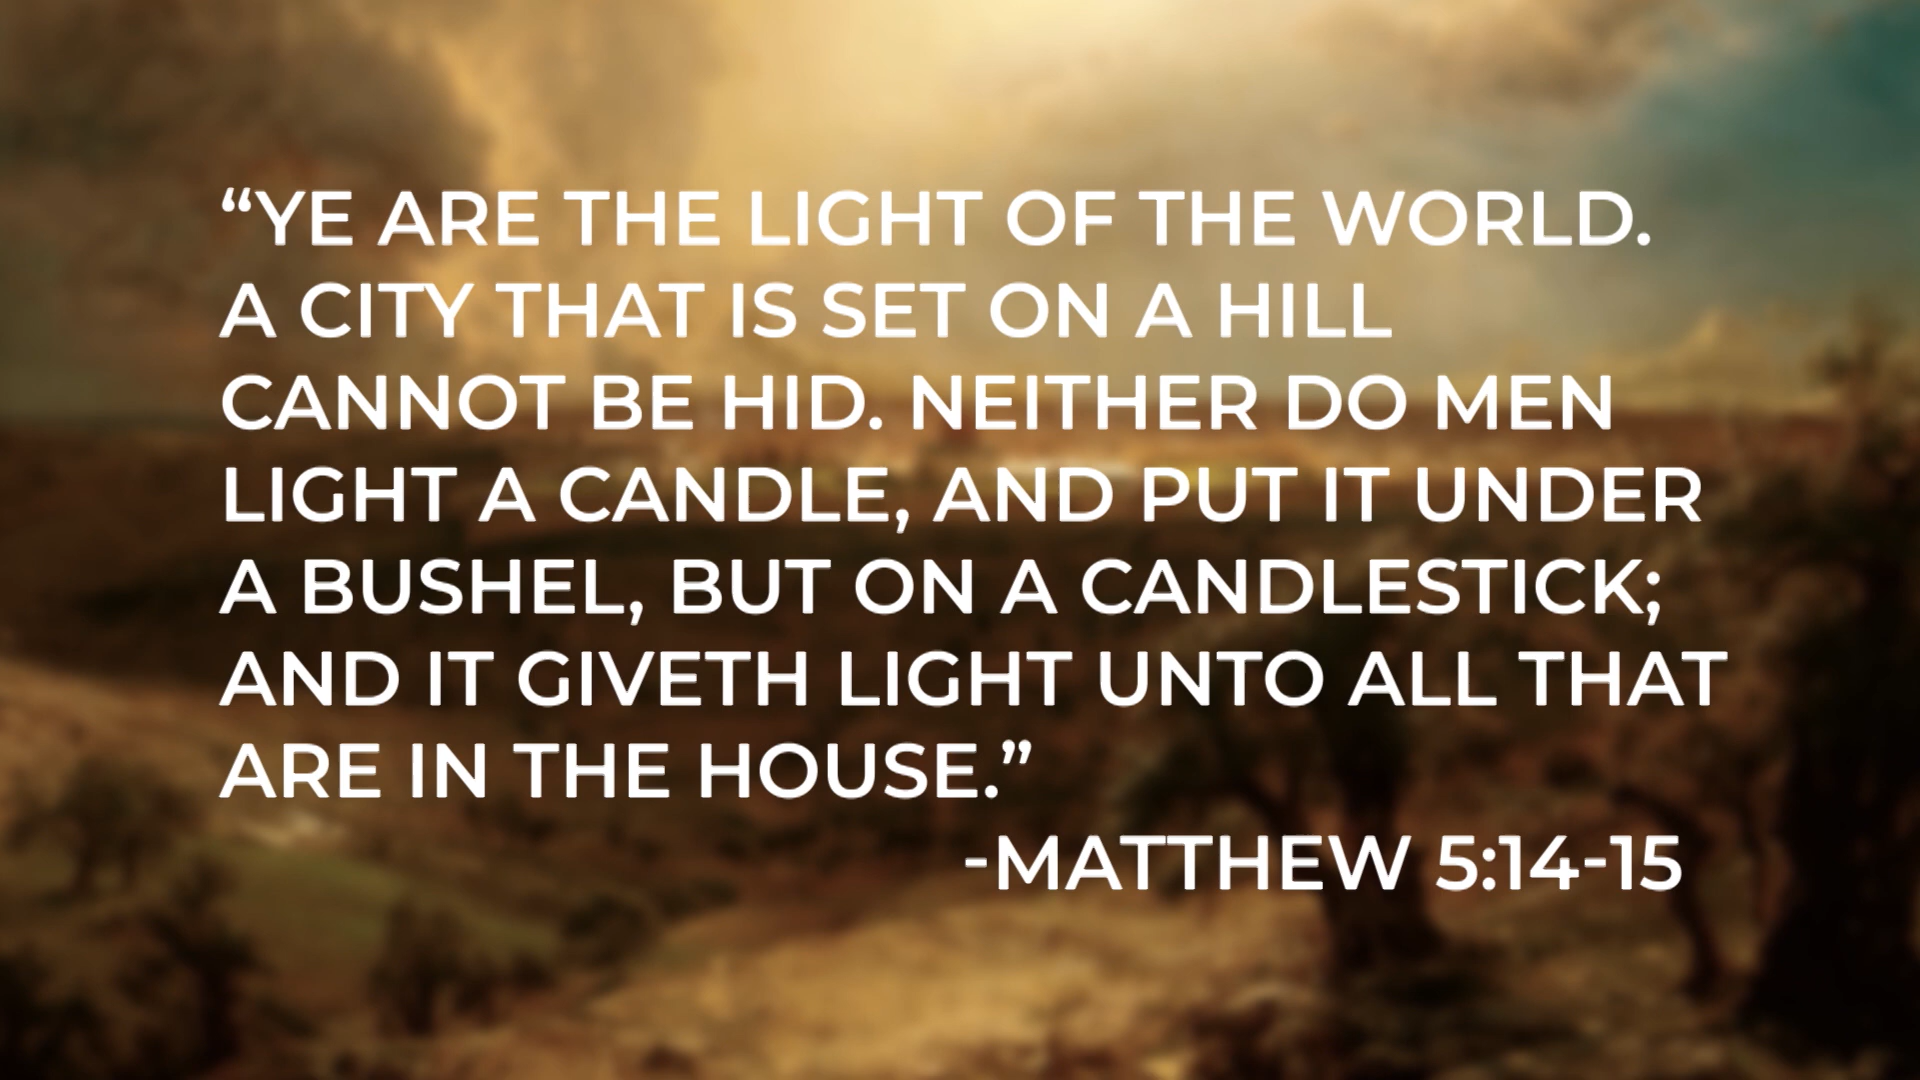 “YE ARE THE LIGHT OF THE WORLD.
A CITY THAT IS SET ON A HILL
CANNOT BE HID. NEITHER DO MEN
LIGHT A CANDLE, AND PUT IT UNDER
A BUSHEL, BUT ON A CANDLESTICK;
AND IT GIVETH LIGHT UNTO ALL THAT
ARE IN THE HOUSE.”
-MATTHEW 5:14-15